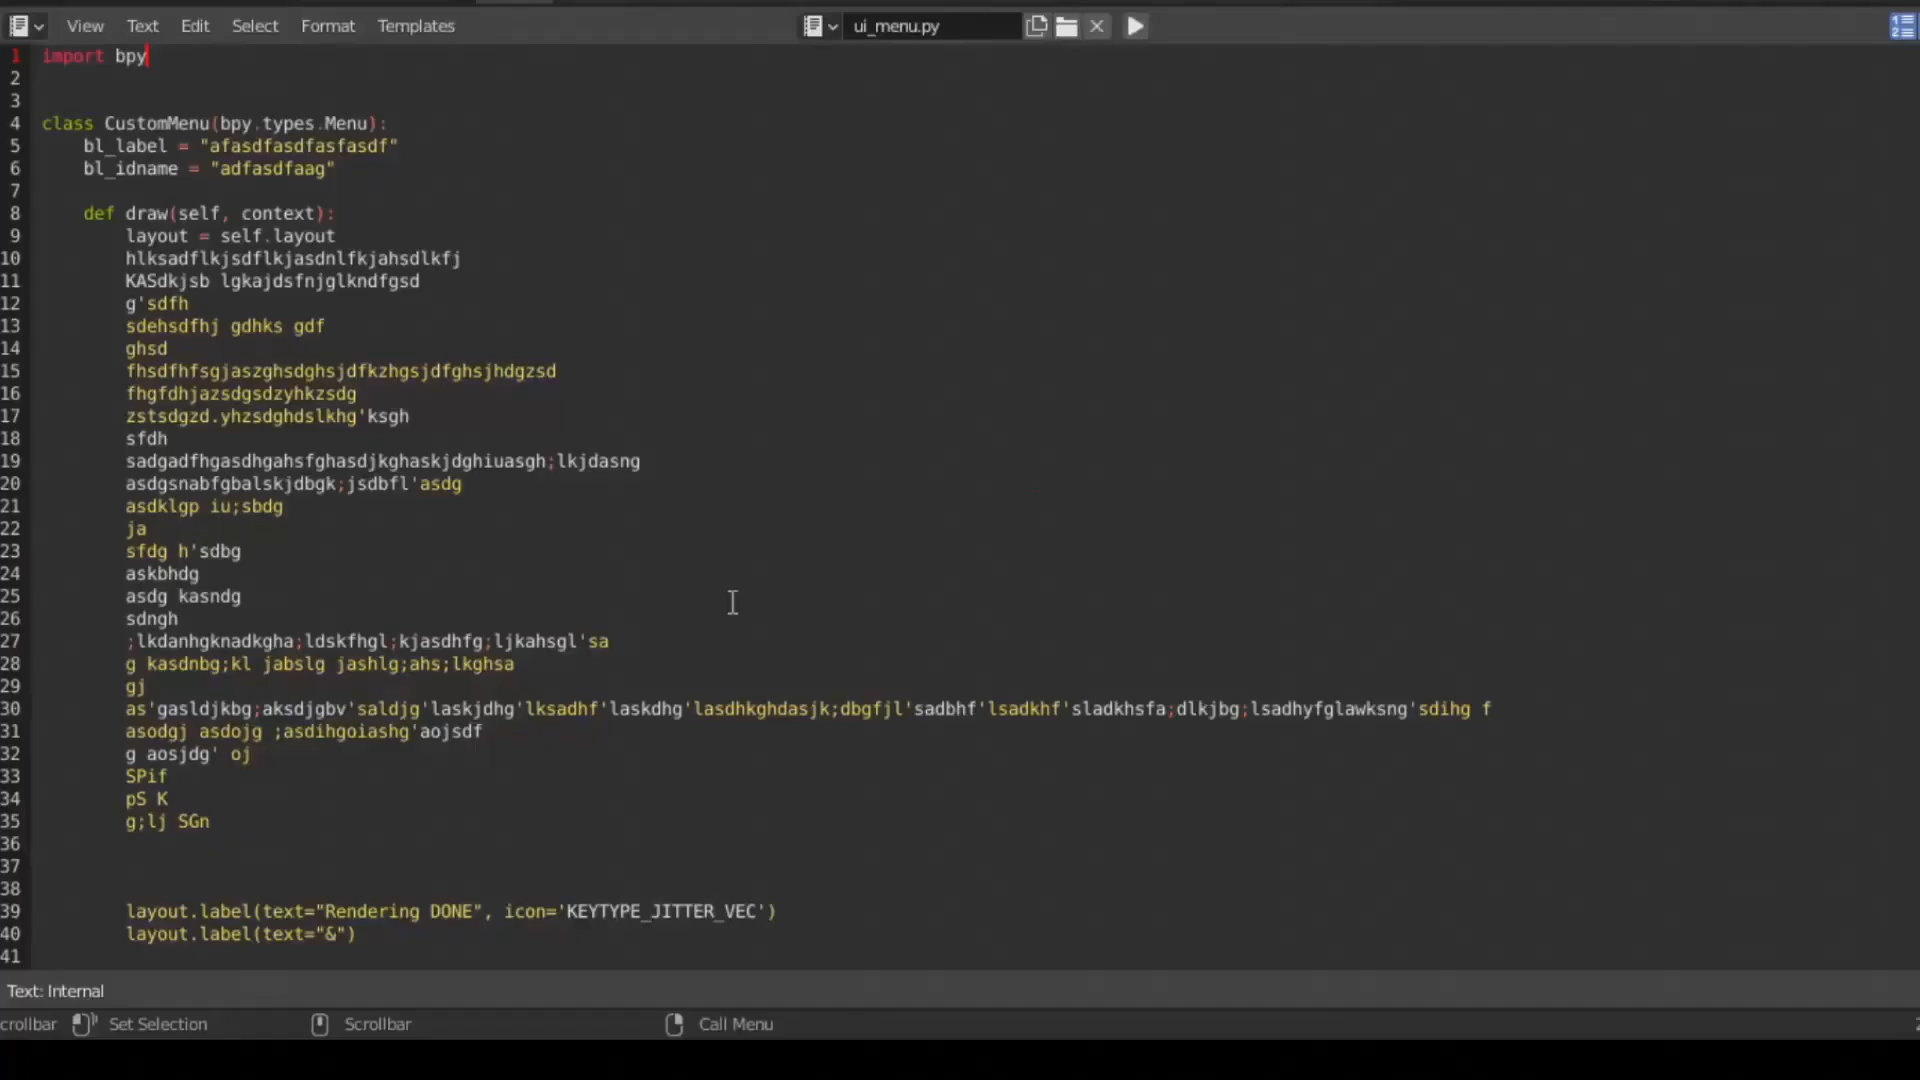 View Text Edit Select Format Templates ui_menu.py
1 import bpy
2
3
4 class CustomMenu(bpy.types.Menu):
5 bl_label = "afasdfasdfasfasdf"
6 bl_idname = "adfasdfaag"
7
8 def draw(self, context):
9 layout = self.layout
10 hlksadflkjsdflkjasdnlfkjahsdlkfj
11 KASdkjsb lgkajdsfnjglkndfgsd
12 g'sdfh
13 sdehsdfhj gdhks gdf
14 ghsd
15 fhsdfhfsgjaszghsdghsjdfkzhgsjdfghsjhdgzsd
16 fhgfdhjazsdgsdzyhkzsdg
17 zstsdgzd.yhzsdghdslkhg'ksgh
18 sfdh
19 sadgadfhgasdhgahsfghasdjkghaskjdghiuasgh;lkjdasng
20 asdgsnabfgbalskjdbgk;jsdbfl'asdg
21 asdklgp iu;sbdg
22 ja
23 sfdg h'sdbg
24 askbhdg
25 asdg kasndg
26 sdngh
27 ;lkdanhgknadkgha;ldskfhgl;kjasdhfg;ljkahsgl'sa
28 g kasdnbg;kl jabslg jashlg;ahs;lkghsa
29 gj
30 as'gasldjkbg;aksdjgbv'saldjg'laskjdhg'lksadhf'laskdhg'lasdhkghdasjk;dbgfjl'sadbhf'lsadkhf'sladkhsfa;dlkjbg;lsadhyfglawksng'sdihg f
31 asodgj asdojg ;asdihgoiashg'aojsdf
32 g aosjdg' oj
33 SPif
34 pS K
35 g;lj SGn
36
37
38
39 layout.label(text="Rendering DONE", icon='KEYTYPE_JITTER_VEC')
40 layout.label(text="&")
41
Text: Internal
crollbar Set Selection Scrollbar Call Menu